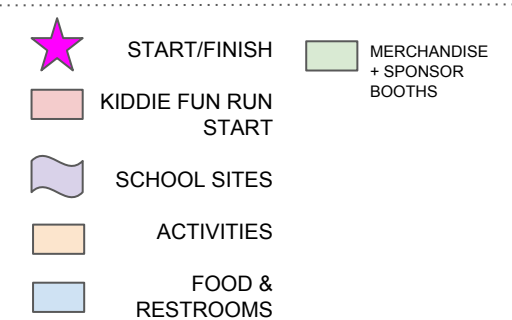 START/FINISH
KIDDIE FUN RUN
START
SCHOOL SITES
ACTIVITIES
FOOD &
RESTROOMS
MERCHANDISE
+ SPONSOR
BOOTHS